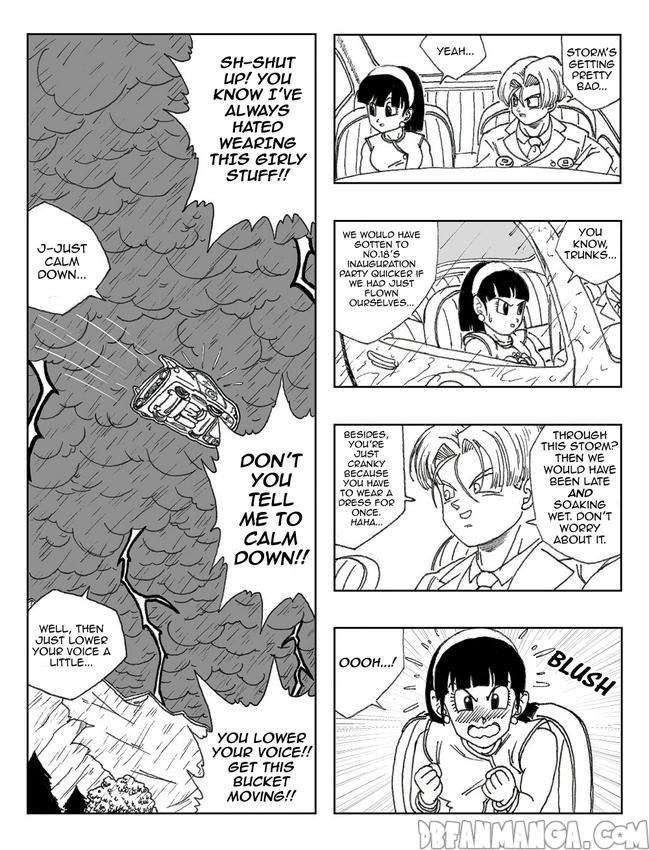 STORM'S
GETTING
PRETTY
BAD...
YEAH...
YOU
KNOW,
TRUNKS...
WE WOULD HAVE
GOTTEN TO
NO.18'S
INAUGURATION
PARTY QUICKER IF
WE HAD JUST
FLOWN
OURSELVES...
THROUGH
THIS STORM?
THEN WE
WOULD HAVE
BEEN LATE
AND
SOAKING
WET. DON'T
WORRY
ABOUT IT.
BESIDES,
YOU'RE
JUST
CRANKY
BECAUSE
YOU HAVE
TO WEAR A
DRESS FOR
ONCE.
HAHA...
BLUSH
OOOH...!
SH-SHUT
UP! YOU
KNOW I'VE
ALWAYS
HATED
WEARING
THIS GIRLY
STUFF!!
J-JUST
CALM
DOWN...
DON'T
YOU
TELL
ME TO
CALM
DOWN!!
WELL, THEN
JUST LOWER
YOUR VOICE A
LITTLE...
YOU LOWER
YOUR VOICE!!
GET THIS
BUCKET
MOVING!!
DBFANMANGA.COM